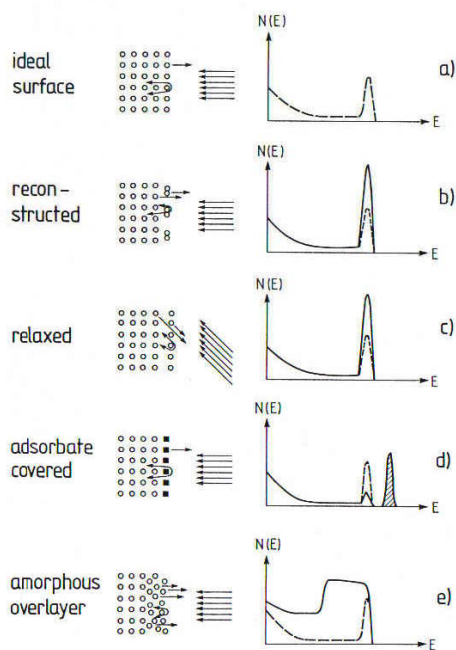 N(E)
ideal
surface
a)
E
N(E)
recon-
structed
b)
E
N(E)
relaxed
c)
E
N(E)
adsorbate
covered
d)
E
N(E)
amorphous
overlayer
e)
E